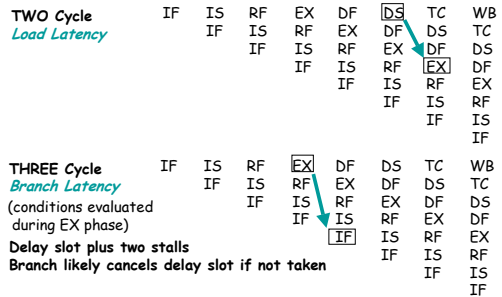 TWO Cycle IF IS RF EX DF DS TC WB
Load Latency IF IS RF EX DF DS TC
IF IS RF EX DF DS
IF IS RF EX DF
IF IS RF EX
IF IS RF
IF IS
IF
THREE Cycle IF IS RF EX DF DS TC WB
Branch Latency IF IS RF EX DF DS TC
(conditions evaluated IF IS RF EX DF DS
during EX phase) IF IS RF EX DF
IF IS RF EX
Delay slot plus two stalls
IF IS RF
Branch likely cancels delay slot if not taken
IF IS
IF